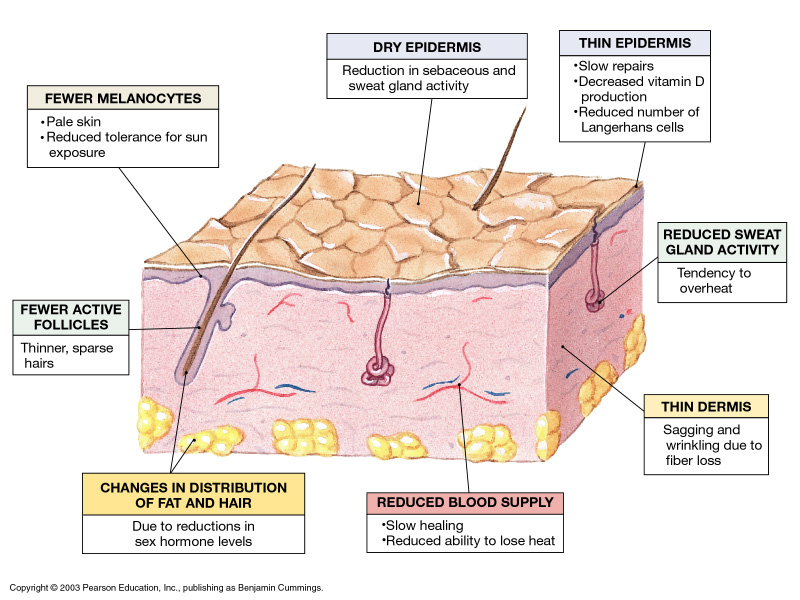 DRY EPIDERMIS
Reduction in sebaceous and
sweat gland activity
THIN EPIDERMIS
•Slow repairs
•Decreased vitamin D
production
•Reduced number of
Langerhans cells
FEWER MELANOCYTES
•Pale skin
•Reduced tolerance for sun
exposure
REDUCED SWEAT
GLAND ACTIVITY
Tendency to
overheat
FEWER ACTIVE
FOLLICLES
Thinner, sparse
hairs
THIN DERMIS
Sagging and
wrinkling due to
fiber loss
CHANGES IN DISTRIBUTION
OF FAT AND HAIR
Due to reductions in
sex hormone levels
REDUCED BLOOD SUPPLY
•Slow healing
•Reduced ability to lose heat
Copyright © 2003 Pearson Education, Inc., publishing as Benjamin Cummings.